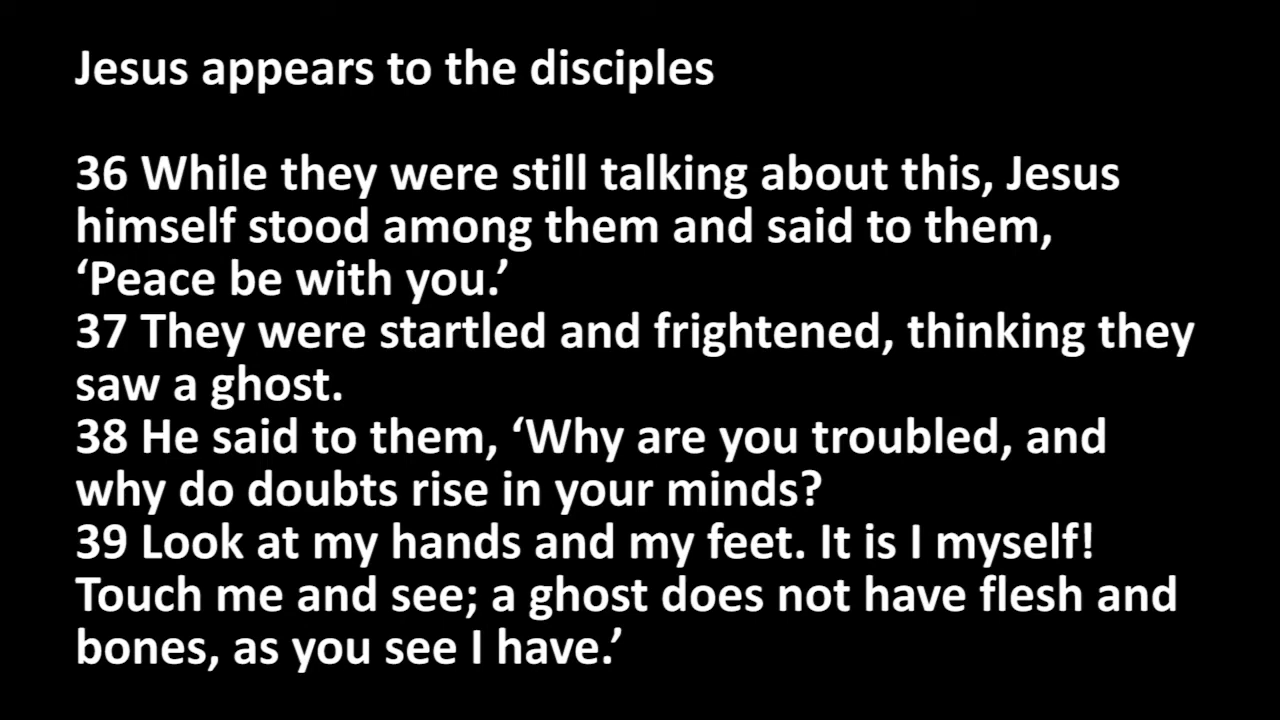 Jesus appears to the disciples
36 While they were still talking about this, Jesus
himself stood among them and said to them,
‘Peace be with you.’
37 They were startled and frightened, thinking they
saw a ghost.
38 He said to them, ‘Why are you troubled, and
why do doubts rise in your minds?
39 Look at my hands and my feet. It is I myself!
Touch me and see; a ghost does not have flesh and
bones, as you see I have.’